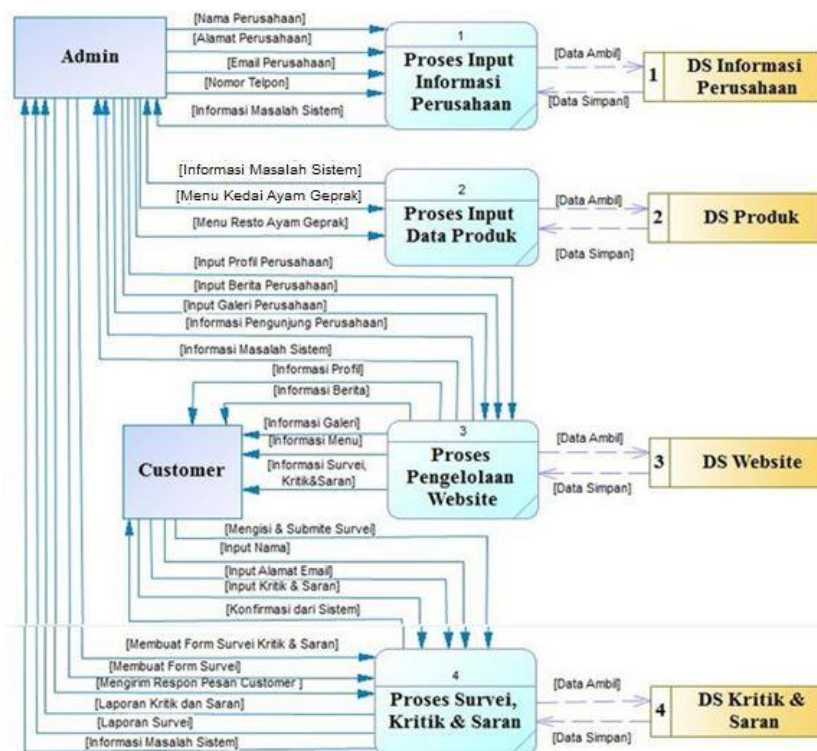 [Nama Perusahaan]
[Alamat Perusahaan]
[Email Perusahaan]
[Nomor Telpon]
[Informasi Masalah Sistem]
Admin
1
Proses Input
Informasi
Perusahaan
[Data Ambil]
[Data Simpanl]
1
DS Informasi
Perusahaan
[Informasi Masalah Sistem]
[Menu Kedai Ayam Geprak]
[Menu Resto Ayam Geprak]
2
Proses Input
Data Produk
[Data Ambil]
[Data Simpan]
2
DS Produk
[Input Profil Perusahaan]
[Input Berita Perusahaan]
[Input Galeri Perusahaan]
[Informasi Pengunjung Perusahaan]
[Informasi Masalah Sistem]
[Informasi Profil]
[Informasi Berita]
[Informasi Galeri]
[Informasi Menu]
[Informasi Survei,
Kritik&Saran]
Customer
3
Proses
Pengelolaan
Website
[Data Ambil]
[Data Simpan]
3
DS Website
[Mengisi & Submite Survei]
[Input Nama]
[Input Alamat Email]
[Input Kritik & Saran]
[Konfirmasi dari Sistem]
[Membuat Form Survei Kritik & Saran]
[Membuat Form Survei]
[Mengirim Respon Pesan Customer ]
[Laporan Kritik dan Saran]
[Laporan Survei]
[Informasi Masalah Sistem]
4
Proses Survei,
Kritik & Saran
[Data Ambil]
[Data Simpan]
4
DS Kritik &
Saran